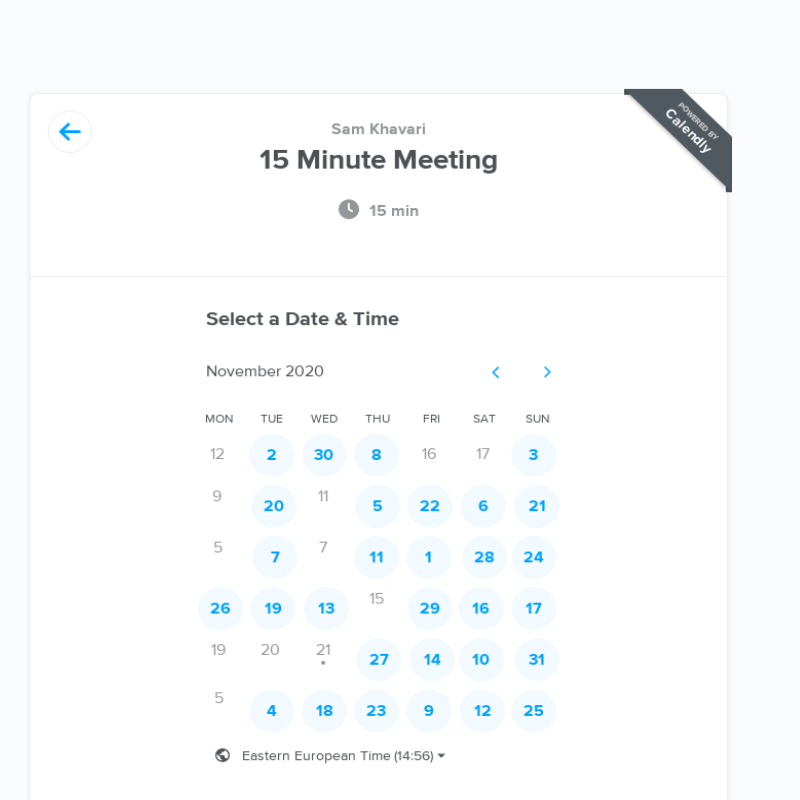 POWERED BY
Calendly
Sam Khavari
15 Minute Meeting
15 min
Select a Date & Time
November 2020
MON TUE WED THU FRI SAT SUN
12 2 30 8 16 17 3
9 20 11 5 22 6 21
5 7 7 11 1 28 24
26 19 13 15 29 16 17
19 20 21 27 14 10 31
5 4 18 23 9 12 25
Eastern European Time (14:56)